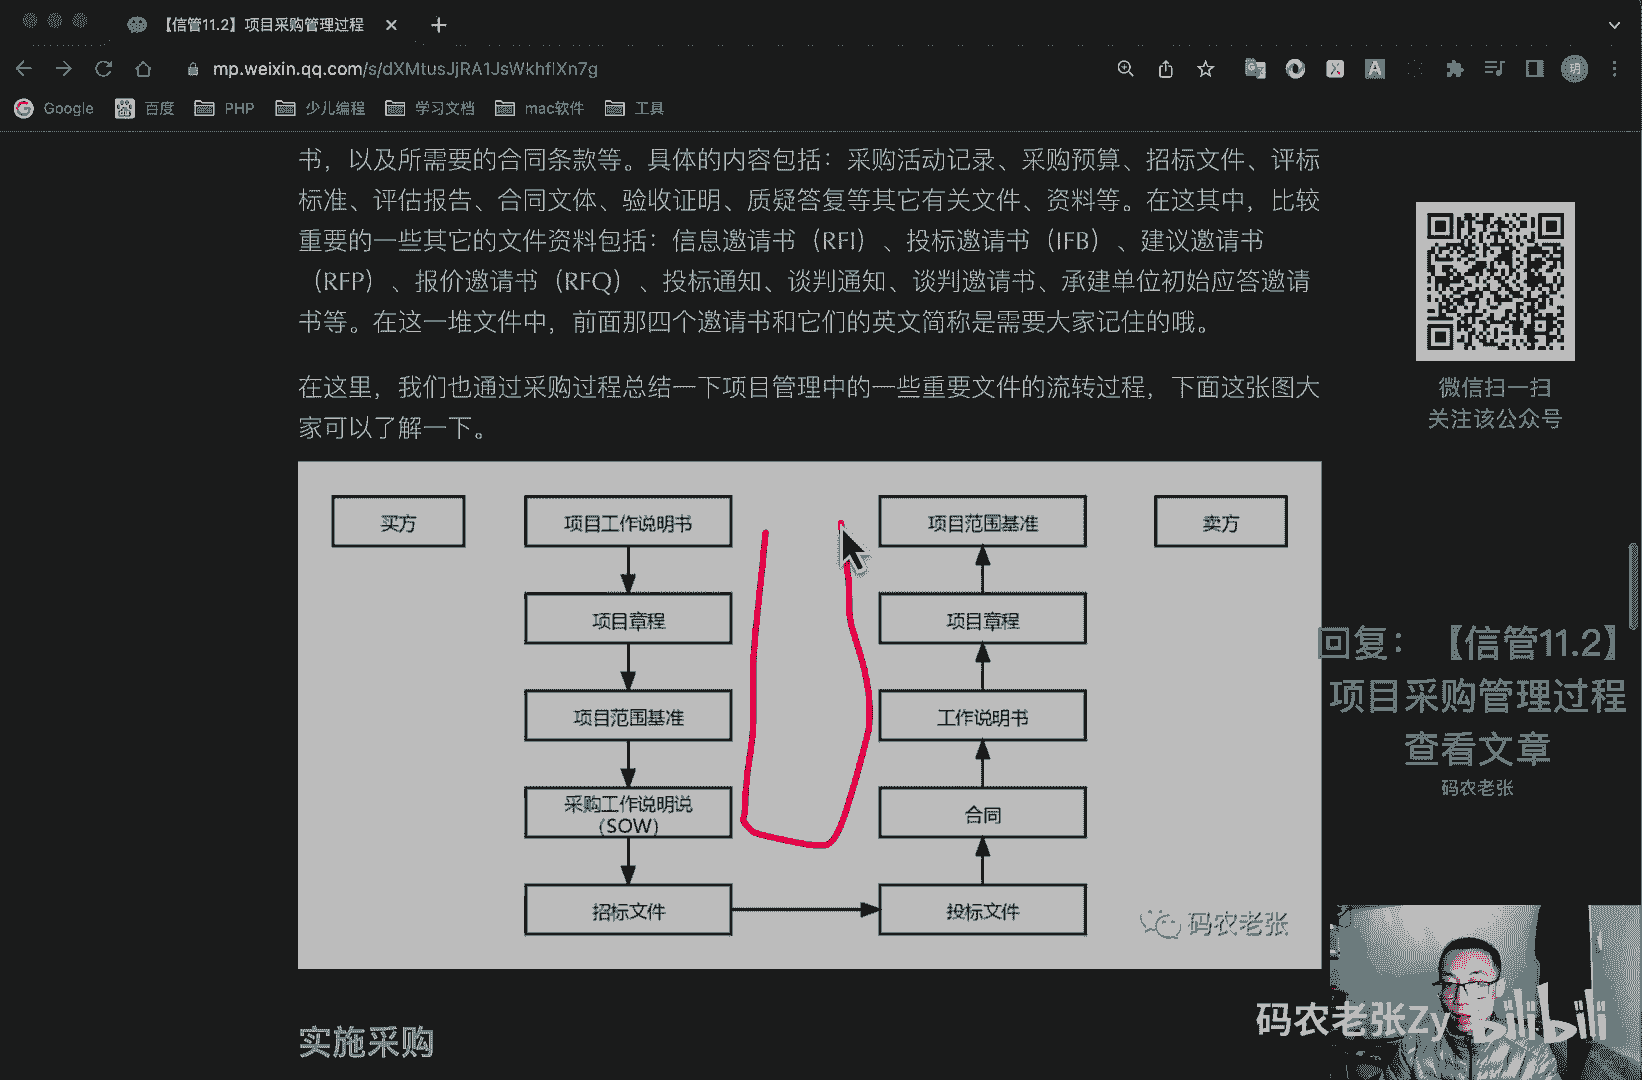 【信管11.2】项目采购管理过程
mp.weixin.qq.com/s/dXMtusJjRA1JsWkhflXn7g
Google 百度 PHP 少儿编程 学习文档 mac软件 工具
书，以及所需要的合同条款等。具体的内容包括：采购活动记录、采购预算、招标文件、评标
标准、评估报告、合同文体、验收证明、质疑答复等其它有关文件、资料等。在这其中，比较
重要的一些其它的文件资料包括：信息邀请书（RFI）、投标邀请书（IFB）、建议邀请书
（RFP）、报价邀请书（RFQ）、投标通知、谈判通知、谈判邀请书、承建单位初始应答邀请
书等。在这一堆文件中，前面那四个邀请书和它们的英文简称是需要大家记住的哦。
在这里，我们也通过采购过程总结一下项目管理中的一些重要文件的流转过程，下面这张图大
家可以了解一下。
微信扫一扫
关注该公众号
买方
项目工作说明书
项目章程
项目范围基准
采购工作说明说
（SOW）
招标文件
项目范围基准
项目章程
工作说明书
合同
投标文件
卖方
码农老张
回复：【信管11.2】
项目采购管理过程
查看文章
码农老张
实施采购
码农老张Zy
bilibili
玥